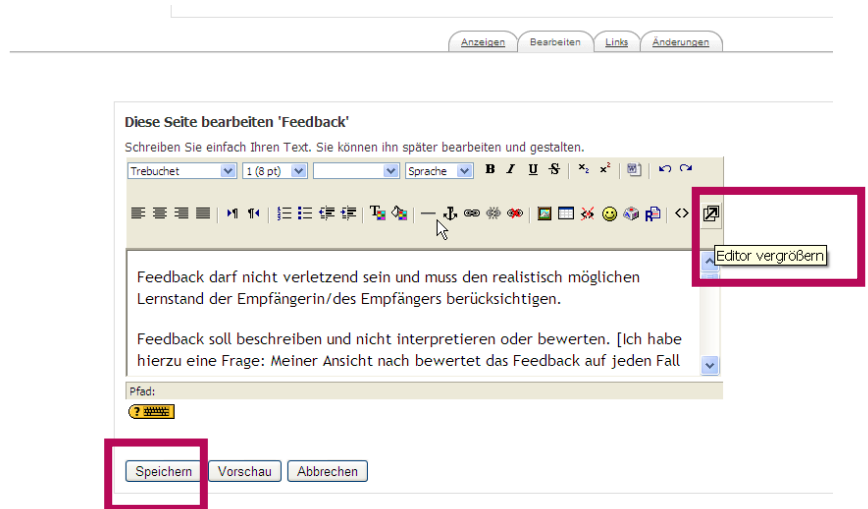 Anzeigen Bearbeiten Links Änderungen
Diese Seite bearbeiten 'Feedback'
Schreiben Sie einfach Ihren Text. Sie können ihn später bearbeiten und gestalten.
Trebuchet 1 (8 pt) Sprache B I U S x₂ x²
Editor vergrößern
Feedback darf nicht verletzend sein und muss den realistisch möglichen
Lernstand der Empfängerin/des Empfängers berücksichtigen.
Feedback soll beschreiben und nicht interpretieren oder bewerten. [Ich habe
hierzu eine Frage: Meiner Ansicht nach bewertet das Feedback auf jeden Fall
Pfad:
?
Speichern Vorschau Abbrechen